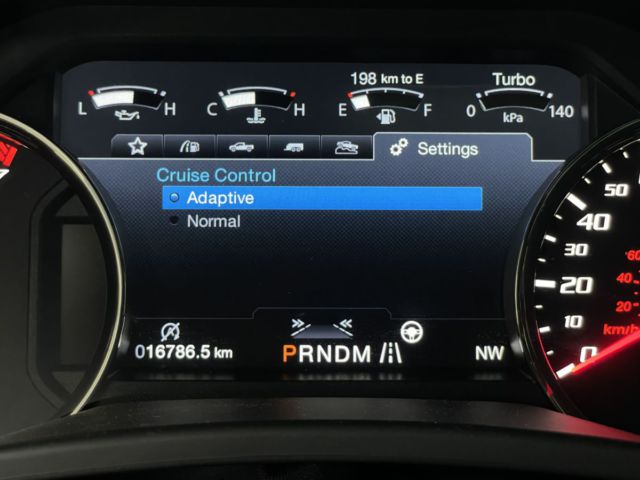 198 km to E
Turbo
L H C H E F 0 140
kPa
Settings
Cruise Control
Adaptive
Normal
016786.5 km
PRNDM
NW
50
40
30
20
10
0
60
40
20
km/h